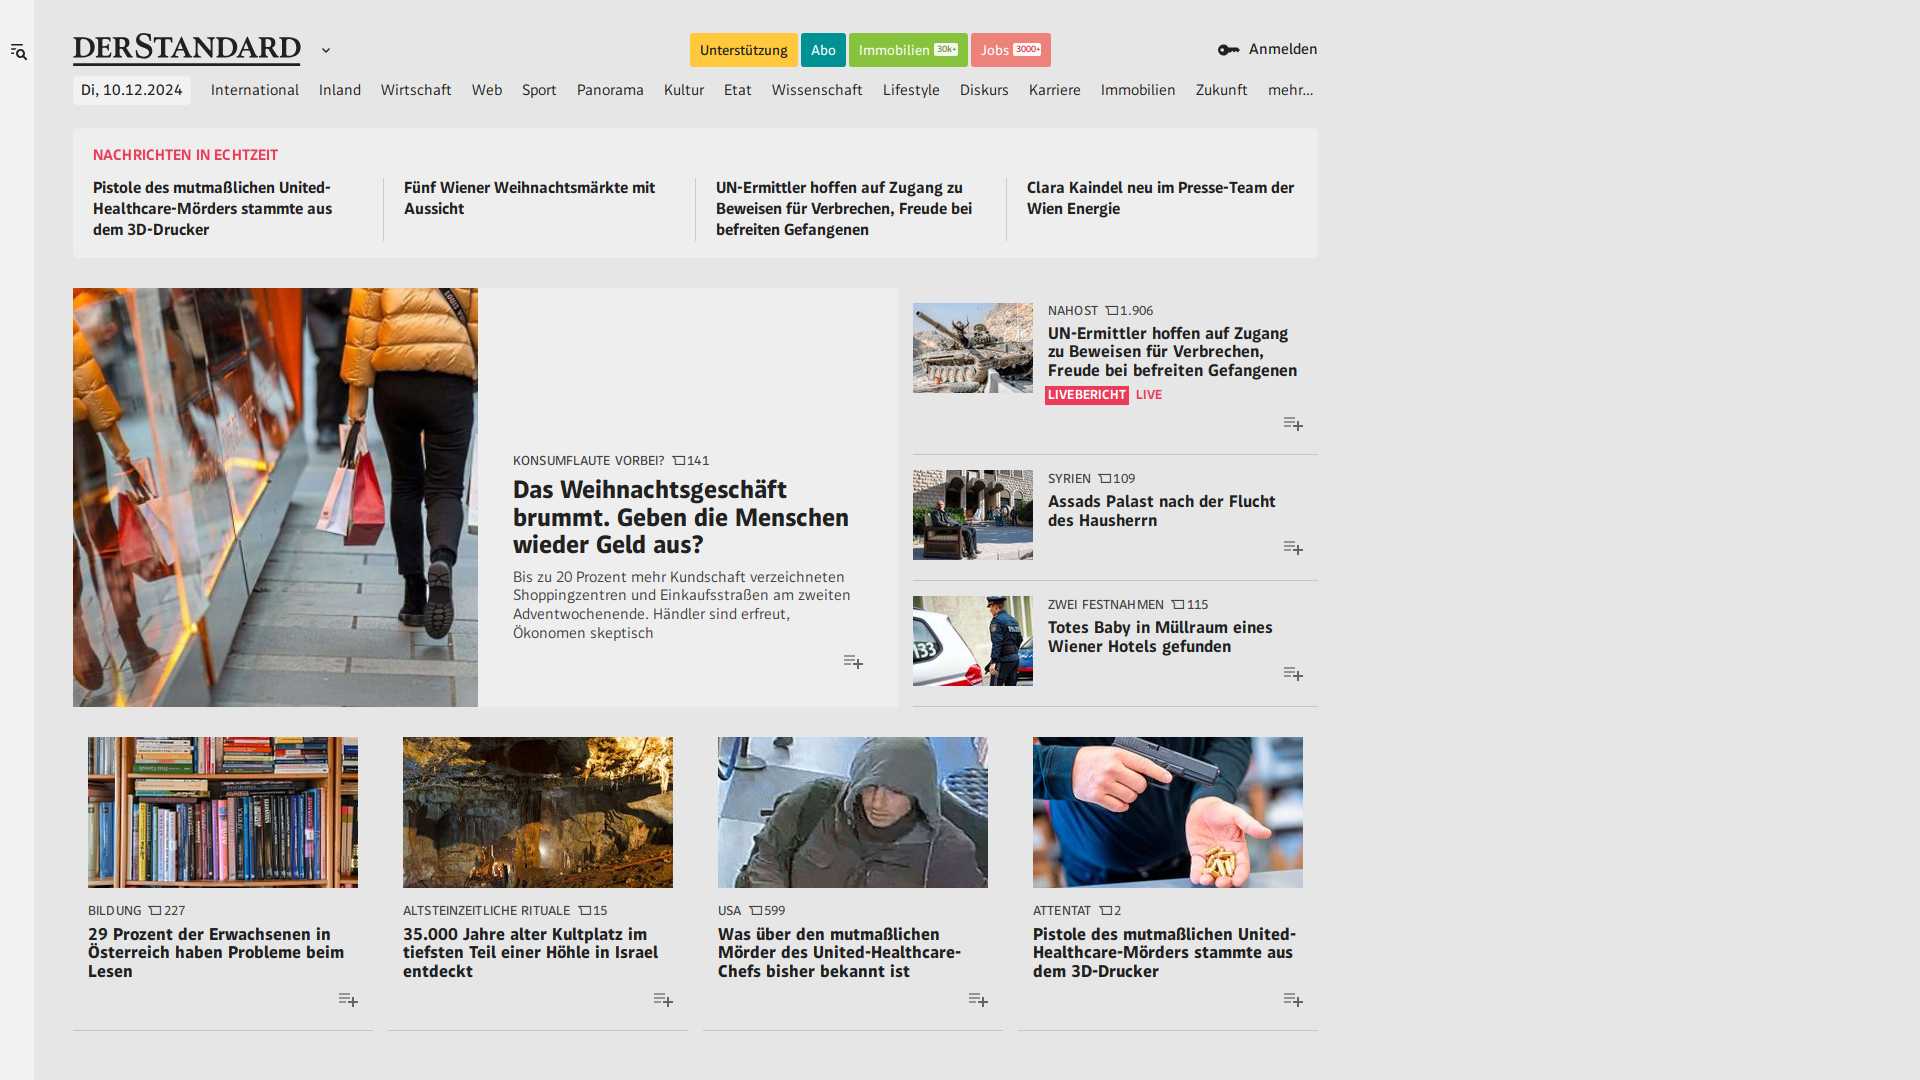 DERSTANDARD
Unterstützung
Abo
Immobilien 30k+
Jobs 3000+
Anmelden
Di, 10.12.2024
International
Inland
Wirtschaft
Web
Sport
Panorama
Kultur
Etat
Wissenschaft
Lifestyle
Diskurs
Karriere
Immobilien
Zukunft
mehr...
NACHRICHTEN IN ECHTZEIT
Pistole des mutmaßlichen United-
Healthcare-Mörders stammte aus
dem 3D-Drucker
Fünf Wiener Weihnachtsmärkte mit
Aussicht
UN-Ermittler hoffen auf Zugang zu
Beweisen für Verbrechen, Freude bei
befreiten Gefangenen
Clara Kaindel neu im Presse-Team der
Wien Energie
KONSUMFLAUTE VORBEI? 141
Das Weihnachtsgeschäft
brummt. Geben die Menschen
wieder Geld aus?
Bis zu 20 Prozent mehr Kundschaft verzeichneten
Shoppingzentren und Einkaufsstraßen am zweiten
Adventwochenende. Händler sind erfreut,
Ökonomen skeptisch
NAHOST 1.906
UN-Ermittler hoffen auf Zugang
zu Beweisen für Verbrechen,
Freude bei befreiten Gefangenen
LIVEBERICHT LIVE
SYRIEN 109
Assads Palast nach der Flucht
des Hausherrn
133
ZWEI FESTNAHMEN 115
Totes Baby in Müllraum eines
Wiener Hotels gefunden
BILDUNG 227
29 Prozent der Erwachsenen in
Österreich haben Probleme beim
Lesen
ALTSTEINZEITLICHE RITUALE 15
35.000 Jahre alter Kultplatz im
tiefsten Teil einer Höhle in Israel
entdeckt
USA 599
Was über den mutmaßlichen
Mörder des United-Healthcare-
Chefs bisher bekannt ist
ATTENTAT 2
Pistole des mutmaßlichen United-
Healthcare-Mörders stammte aus
dem 3D-Drucker